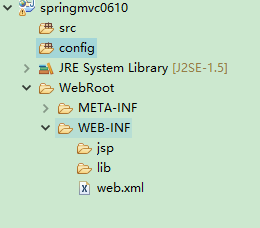 springmvc0610
src
config
JRE System Library [J2SE-1.5]
WebRoot
META-INF
WEB-INF
jsp
lib
web.xml